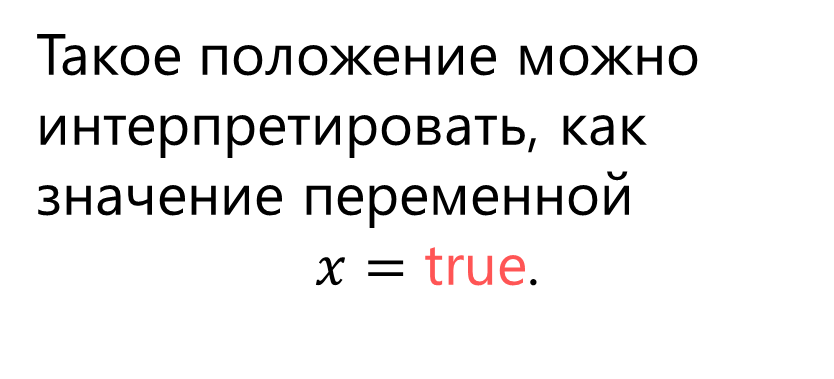 Такое положение можно
интерпретировать, как
значение переменной
x = true.